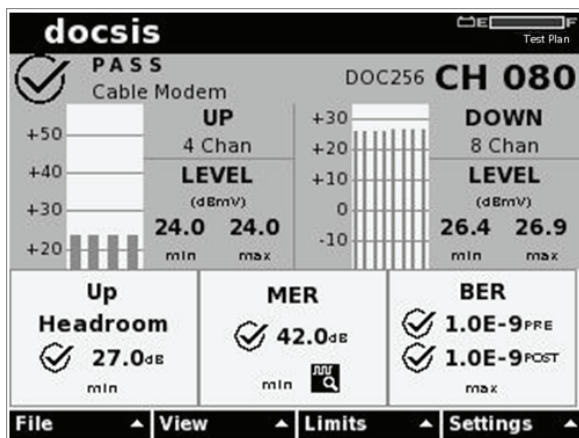 docsis
E F
Test Plan
PASS
Cable Modem
DOC256 CH 080
UP
4 Chan
LEVEL
(dBmV)
24.0 24.0
min max
+50
+40
+30
+20
DOWN
8 Chan
LEVEL
(dBmV)
26.4 26.9
min max
+30
+20
+10
0
-10
Up
Headroom
27.0dB
min
MER
42.0dB
min
BER
1.0E-9PRE
1.0E-9POST
max
File View Limits Settings